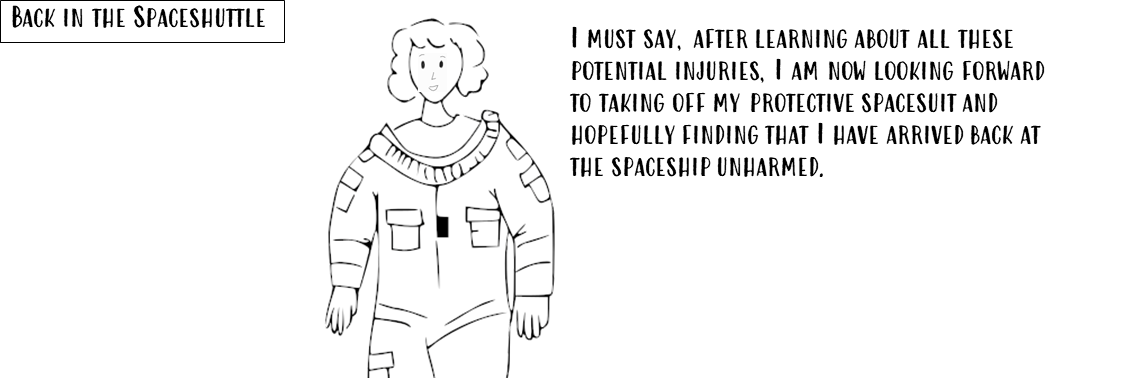 Back in the Spaceshuttle
I must say, after learning about all these
potential injuries, I am now looking forward
to taking off my protective spacesuit and
hopefully finding that I have arrived back at
the spaceship unharmed.